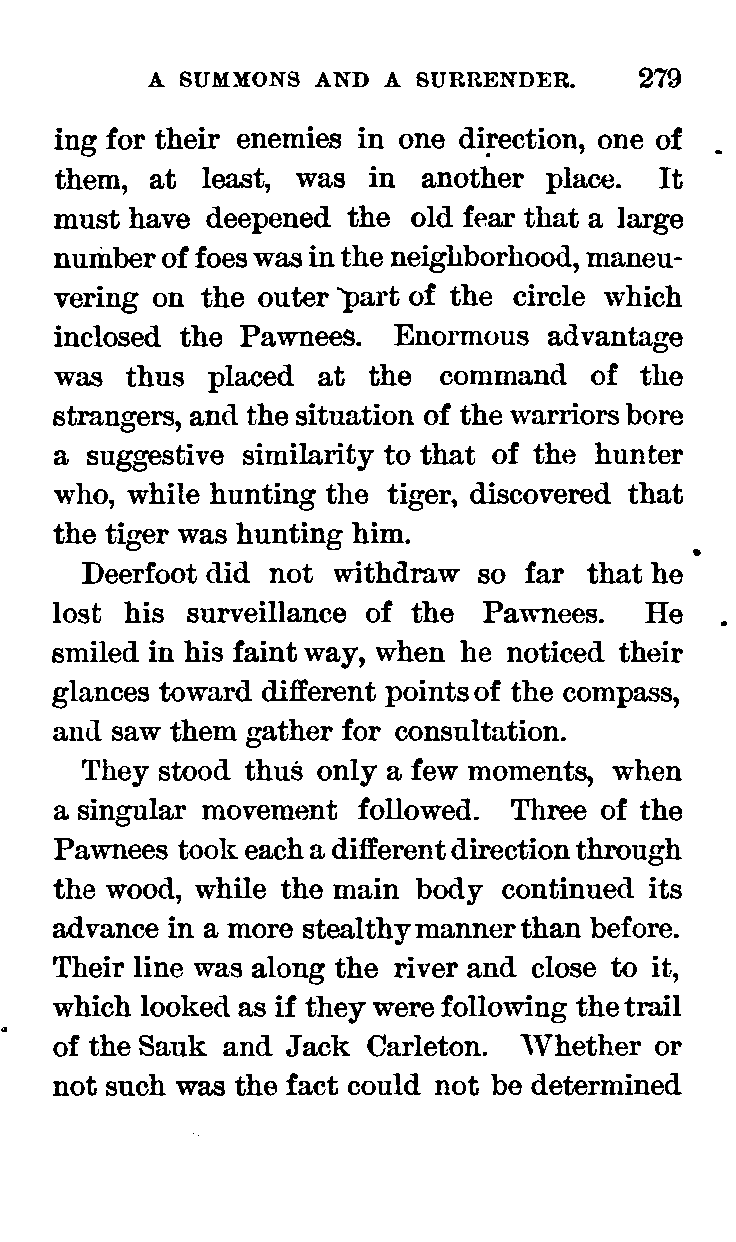 A SUMMONS AND A SURRENDER. 279
ing for their enemies in one direction, one of
them, at least, was in another place. It
must have deepened the old fear that a large
number of foes was in the neighborhood, maneu-
vering on the outer part of the circle which
inclosed the Pawnees. Enormous advantage
was thus placed at the command of the
strangers, and the situation of the warriors bore
a suggestive similarity to that of the hunter
who, while hunting the tiger, discovered that
the tiger was hunting him.
Deerfoot did not withdraw so far that he
lost his surveillance of the Pawnees. He
smiled in his faint way, when he noticed their
glances toward different points of the compass,
and saw them gather for consultation.
They stood thus only a few moments, when
a singular movement followed. Three of the
Pawnees took each a different direction through
the wood, while the main body continued its
advance in a more stealthy manner than before.
Their line was along the river and close to it,
which looked as if they were following the trail
of the Sauk and Jack Carleton. Whether or
not such was the fact could not be determined